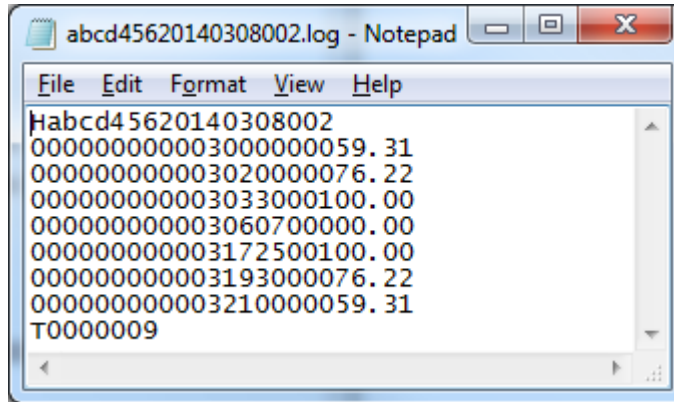 abcd45620140308002.log - Notepad
File Edit Format View Help
Habcd45620140308002
000000000003000000059.31
000000000003020000076.22
000000000003033000100.00
000000000003060700000.00
000000000003172500100.00
000000000003193000076.22
000000000003210000059.31
T0000009